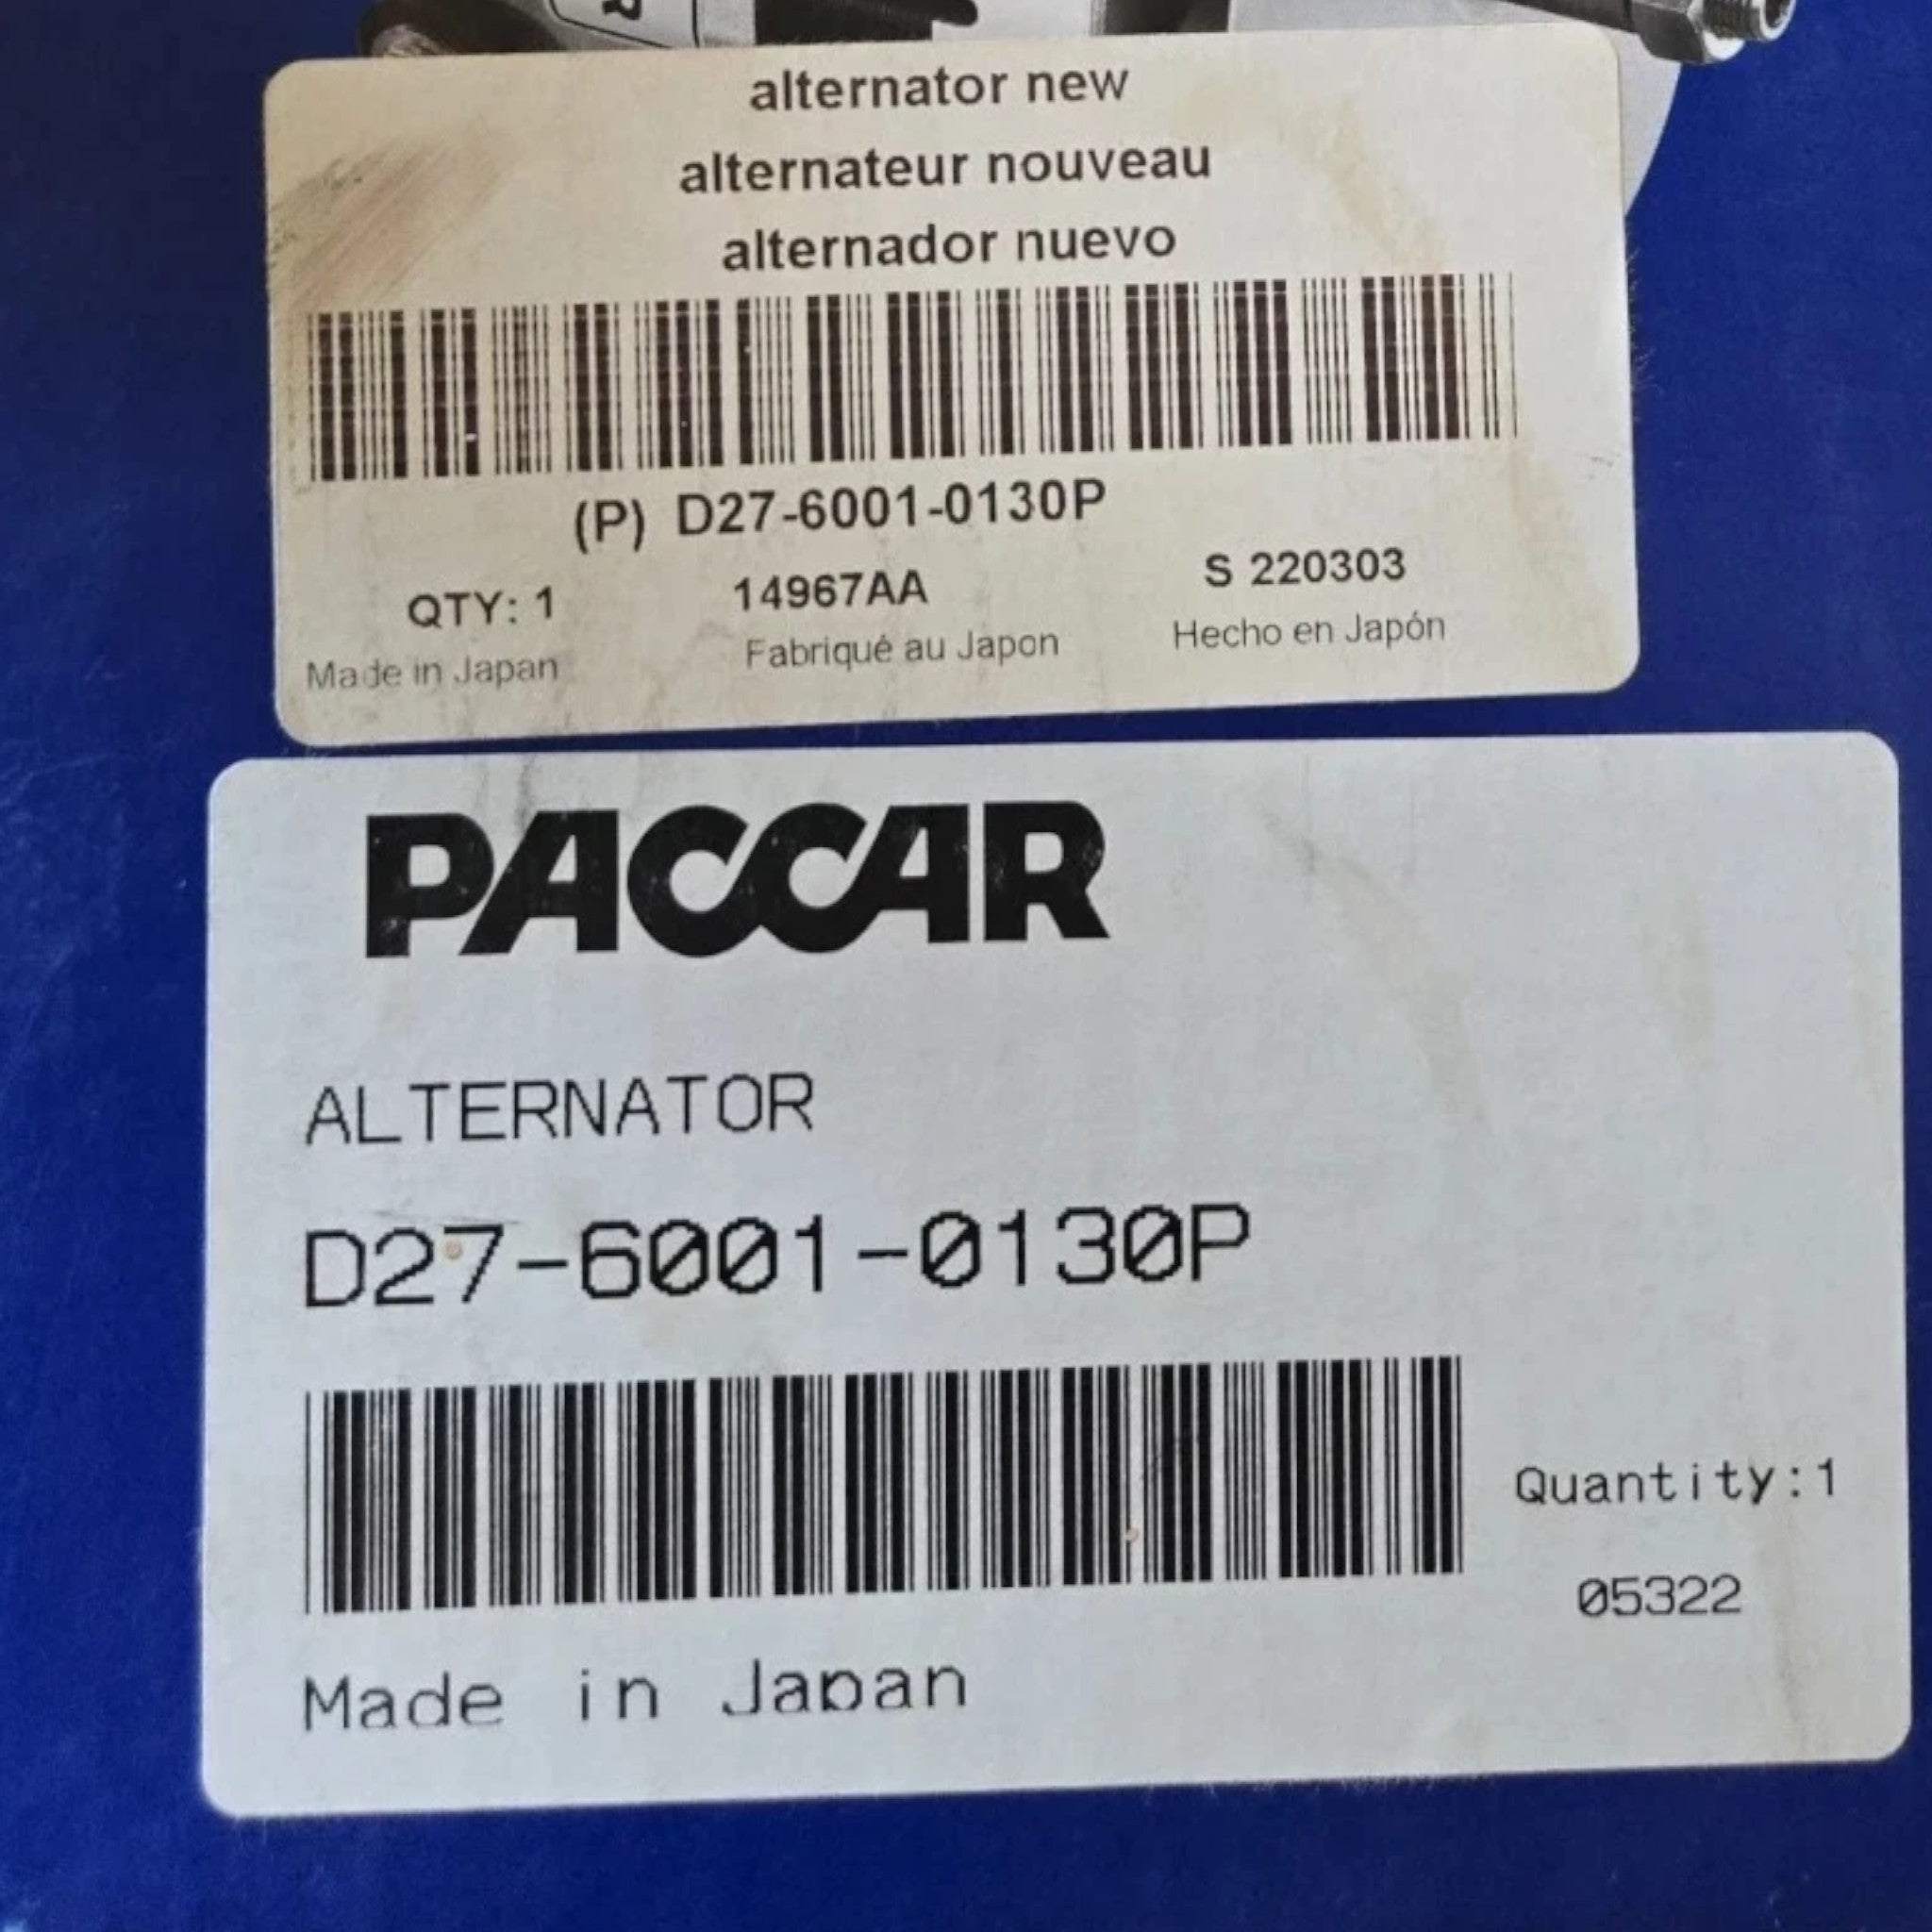 alternator new
alternateur nouveau
alternador nuevo
(P) D27-6001-0130P
QTY: 1 14967AA S 220303
Made in Japan Fabriqué au Japon Hecho en Japón
PACCAR
ALTERNATOR
D27-6001-0130P
Quantity:1
05322
Made in Japan